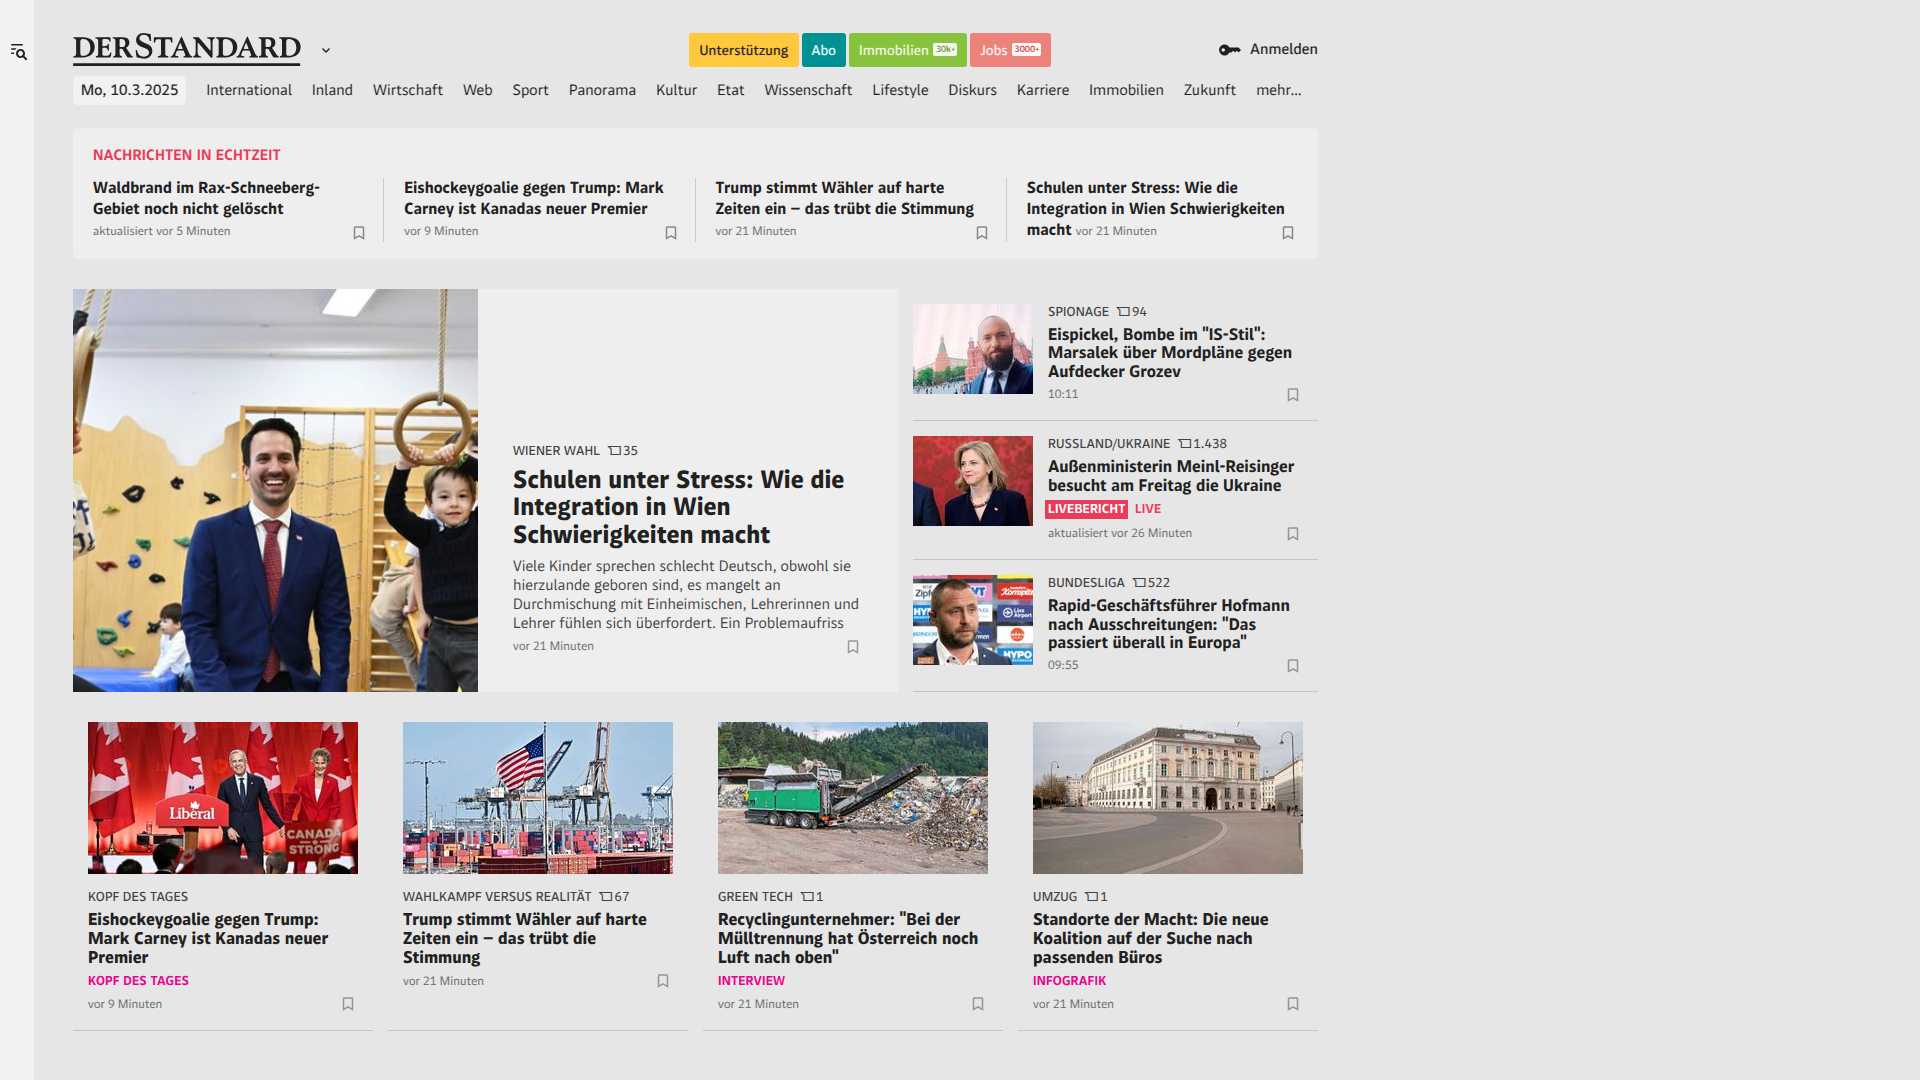 DERSTANDARD
Unterstützung
Abo
Immobilien 30k+
Jobs 3000+
Anmelden
Mo, 10.3.2025 International Inland Wirtschaft Web Sport Panorama Kultur Etat Wissenschaft Lifestyle Diskurs Karriere Immobilien Zukunft mehr...
NACHRICHTEN IN ECHTZEIT
Waldbrand im Rax-Schneeberg-
Gebiet noch nicht gelöscht
aktualisiert vor 5 Minuten
Eishockeygoalie gegen Trump: Mark
Carney ist Kanadas neuer Premier
vor 9 Minuten
Trump stimmt Wähler auf harte
Zeiten ein – das trübt die Stimmung
vor 21 Minuten
Schulen unter Stress: Wie die
Integration in Wien Schwierigkeiten
macht vor 21 Minuten
WIENER WAHL 35
Schulen unter Stress: Wie die
Integration in Wien
Schwierigkeiten macht
Viele Kinder sprechen schlecht Deutsch, obwohl sie
hierzulande geboren sind, es mangelt an
Durchmischung mit Einheimischen, Lehrerinnen und
Lehrer fühlen sich überfordert. Ein Problemaufriss
vor 21 Minuten
SPIONAGE 94
Eispickel, Bombe im "IS-Stil":
Marsalek über Mordpläne gegen
Aufdecker Grozev
10:11
RUSSLAND/UKRAINE 1.438
Außenministerin Meinl-Reisinger
besucht am Freitag die Ukraine
LIVEBERICHT LIVE
aktualisiert vor 26 Minuten
BUNDESLIGA 522
Rapid-Geschäftsführer Hofmann
nach Ausschreitungen: "Das
passiert überall in Europa"
09:55
HYPO
Liberal
CANADA
STRONG
KOPF DES TAGES
Eishockeygoalie gegen Trump:
Mark Carney ist Kanadas neuer
Premier
KOPF DES TAGES
vor 9 Minuten
WAHLKAMPF VERSUS REALITÄT 67
Trump stimmt Wähler auf harte
Zeiten ein – das trübt die
Stimmung
vor 21 Minuten
GREEN TECH 1
Recyclingunternehmer: "Bei der
Mülltrennung hat Österreich noch
Luft nach oben"
INTERVIEW
vor 21 Minuten
UMZUG 1
Standorte der Macht: Die neue
Koalition auf der Suche nach
passenden Büros
INFOGRAFIK
vor 21 Minuten